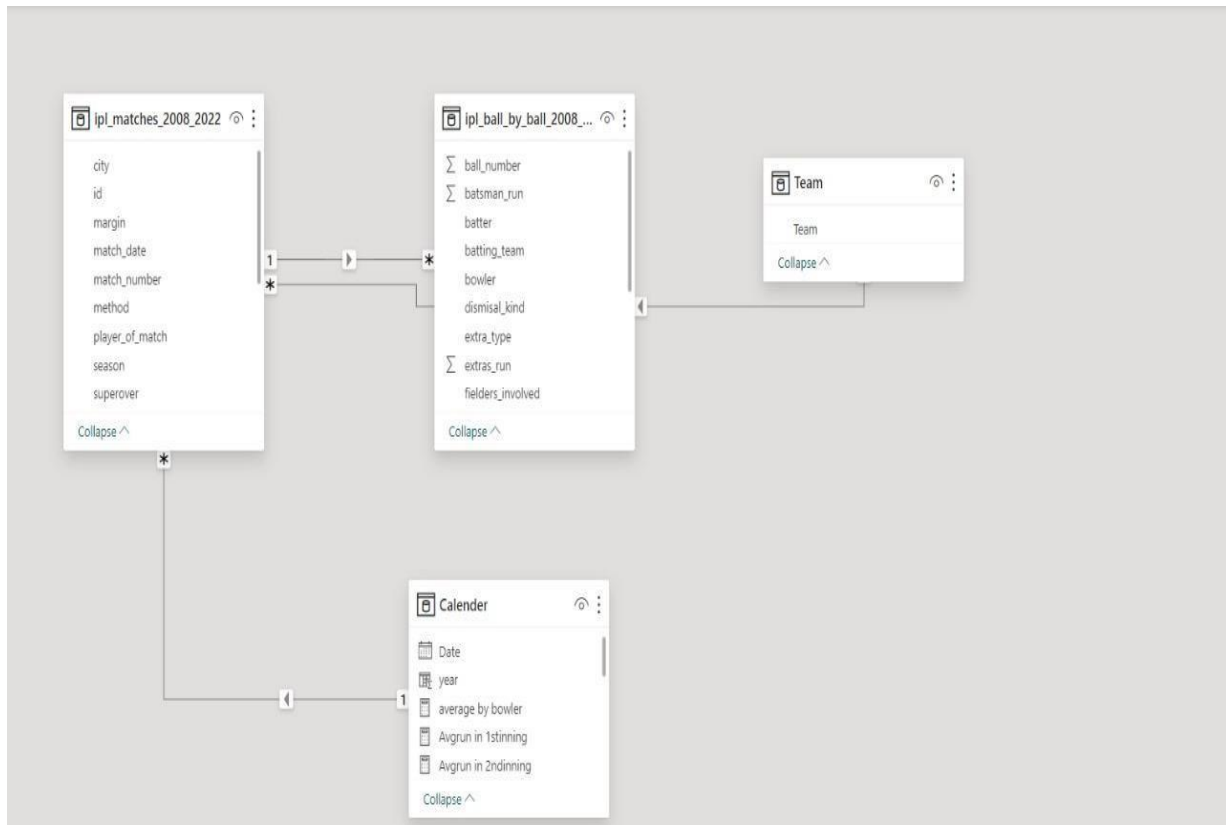 ipl_matches_2008_2022
city
id
margin
match_date
match_number
method
player_of_match
season
superover
Collapse
1
*
*
*
ipl_ball_by_ball_2008_...
Σ ball_number
Σ batsman_run
batter
batting_team
bowler
dismisal_kind
extra_type
Σ extras_run
fielders_involved
Collapse
*
Team
Team
Collapse
Calender
Date
year
average by bowler
Avgrun in 1stinning
Avgrun in 2ndinning
Collapse
1